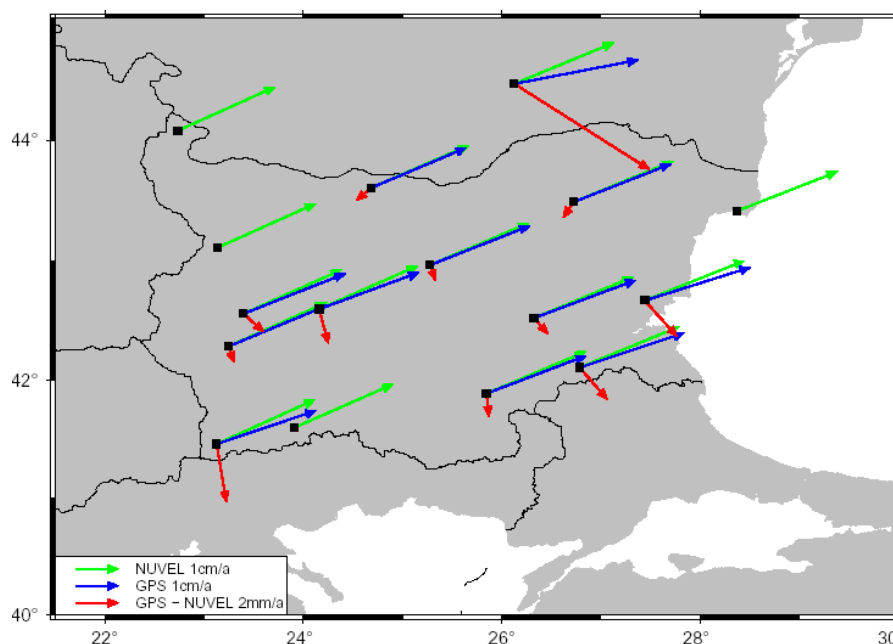 44°
42°
40°
NUVEL 1cm/a
GPS 1cm/a
GPS − NUVEL 2mm/a
22° 24° 26° 28° 30